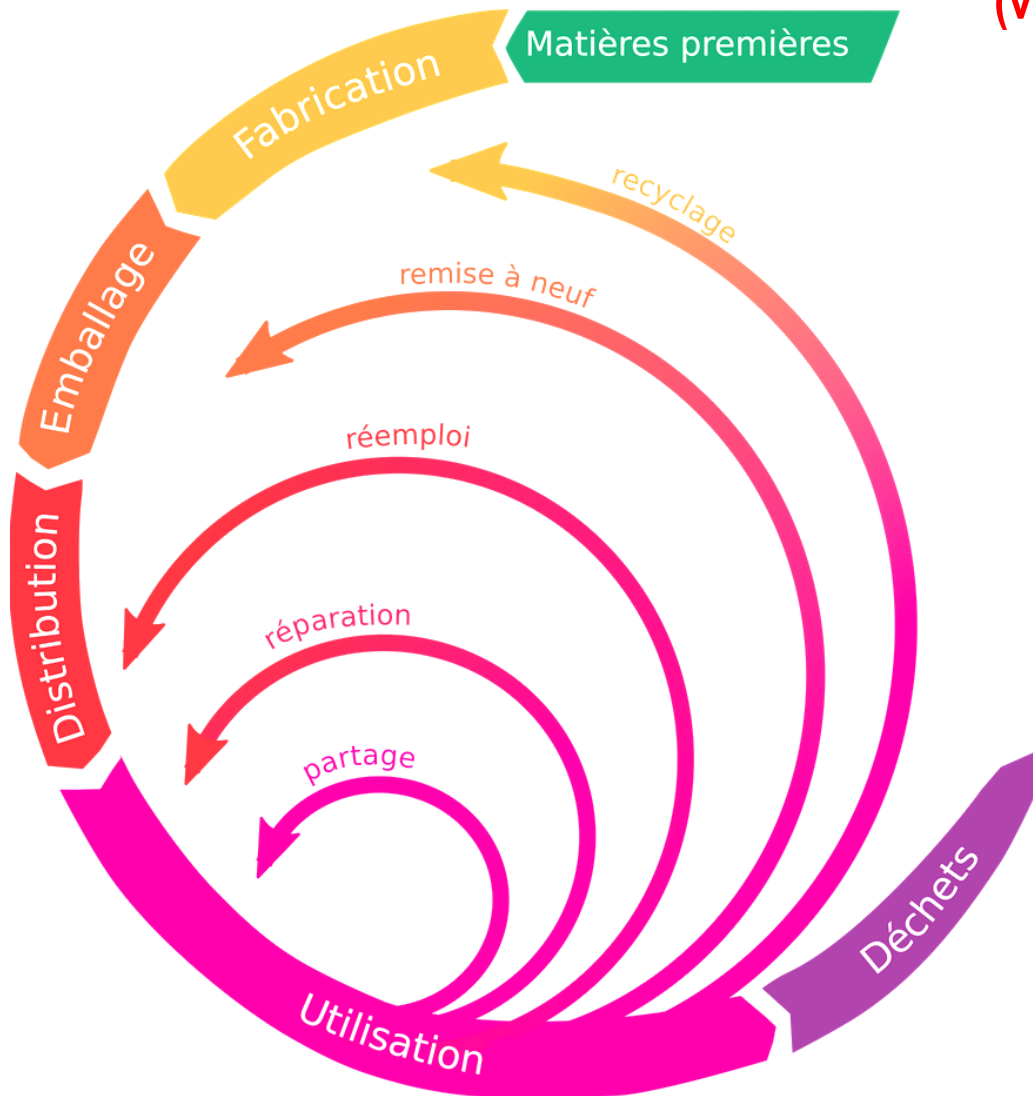 Matières premières
Fabrication
recyclage
remise à neuf
Emballage
réemploi
Distribution
réparation
partage
Déchets
Utilisation